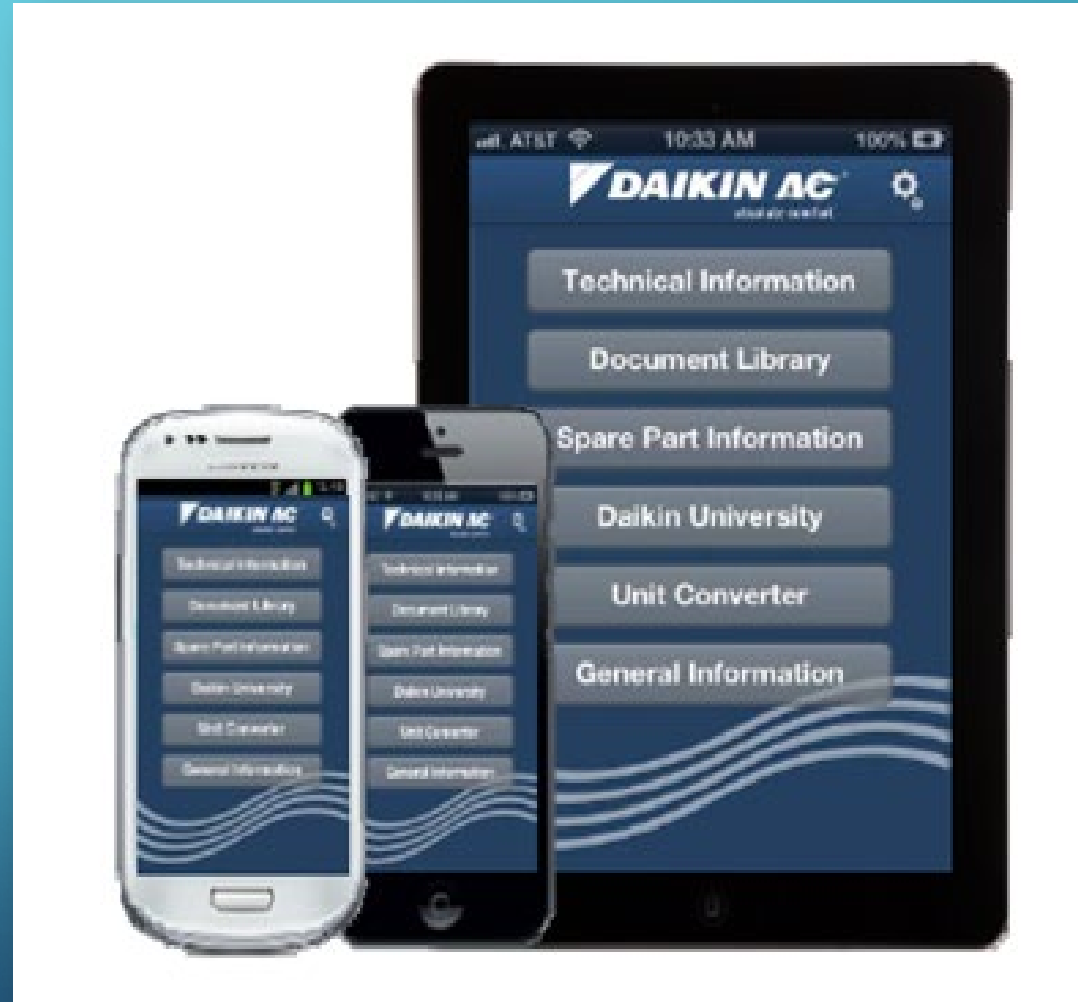 AT&T 10:33 AM 100%
DAIKIN AC
absolute comfort
Technical Information
Document Library
Spare Part Information
Daikin University
Unit Converter
General Information
DAIKIN AC
Technical Information
Document Library
Spare Part Information
Daikin University
Unit Converter
General Information
DAIKIN AC
Technical Information
Document Library
Spare Part Information
Daikin University
Unit Converter
General Information